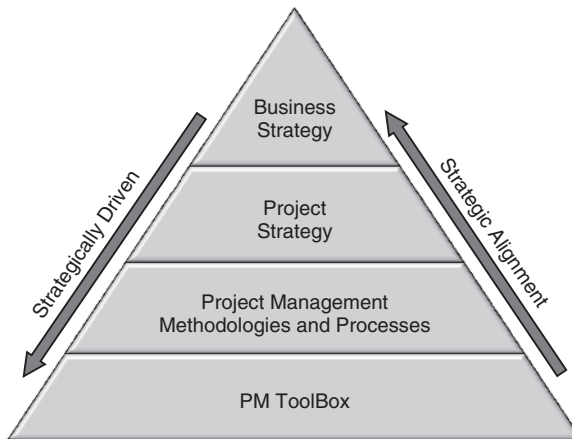 Business
Strategy
Project
Strategy
Project Management
Methodologies and Processes
PM ToolBox
Strategically Driven
Strategic Alignment